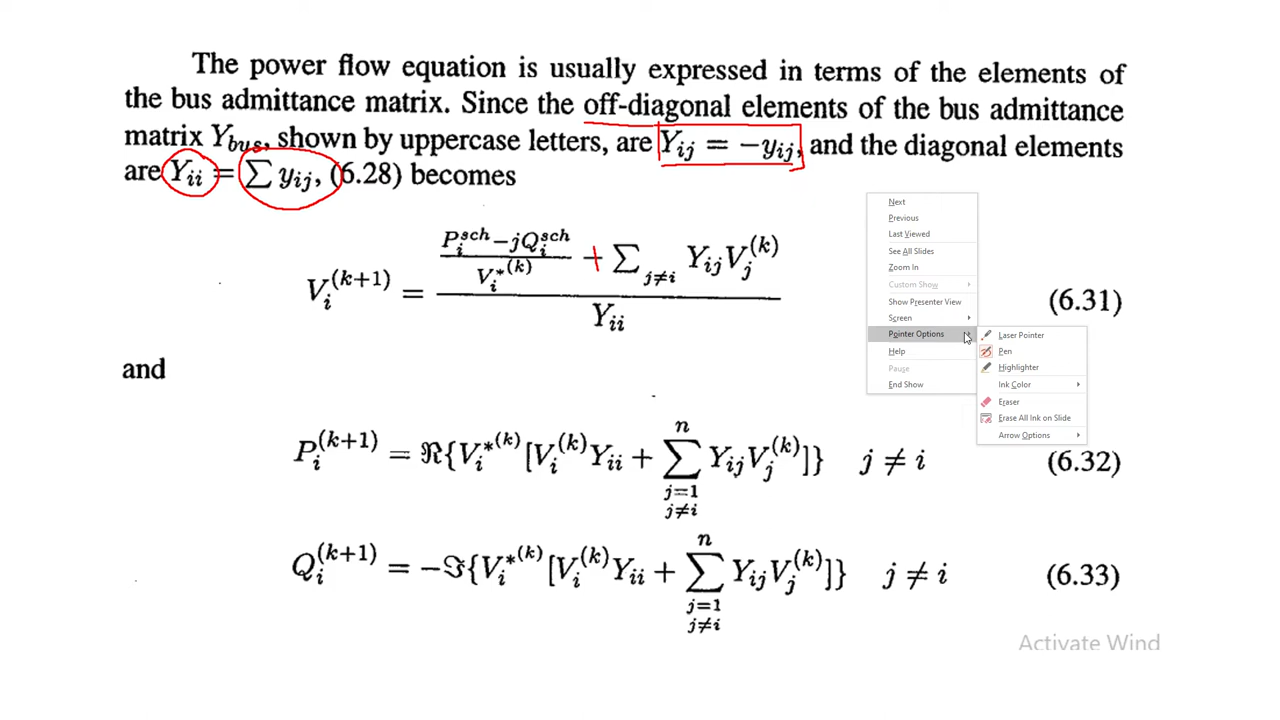 The power flow equation is usually expressed in terms of the elements of
the bus admittance matrix. Since the off-diagonal elements of the bus admittance
matrix Y_bus, shown by uppercase letters, are Y_ij = −y_ij, and the diagonal elements
are Y_ii = ∑ y_ij, (6.28) becomes
V_i^(k+1) = ((P_i^sch − jQ_i^sch)/V_i^*(k) + ∑_{j≠i} Y_ij V_j^(k)) / Y_ii (6.31)
and
P_i^(k+1) = ℜ{V_i^*(k) [V_i^(k) Y_ii + ∑_{j=1, j≠i}^n Y_ij V_j^(k)]} j ≠ i (6.32)
Q_i^(k+1) = −ℑ{V_i^*(k) [V_i^(k) Y_ii + ∑_{j=1, j≠i}^n Y_ij V_j^(k)]} j ≠ i (6.33)
Next
Previous
Last Viewed
See All Slides
Zoom In
Custom Show
Show Presenter View
Screen
Pointer Options
Help
Pause
End Show
Laser Pointer
Pen
Highlighter
Ink Color
Eraser
Erase All Ink on Slide
Arrow Options
Activate Wind